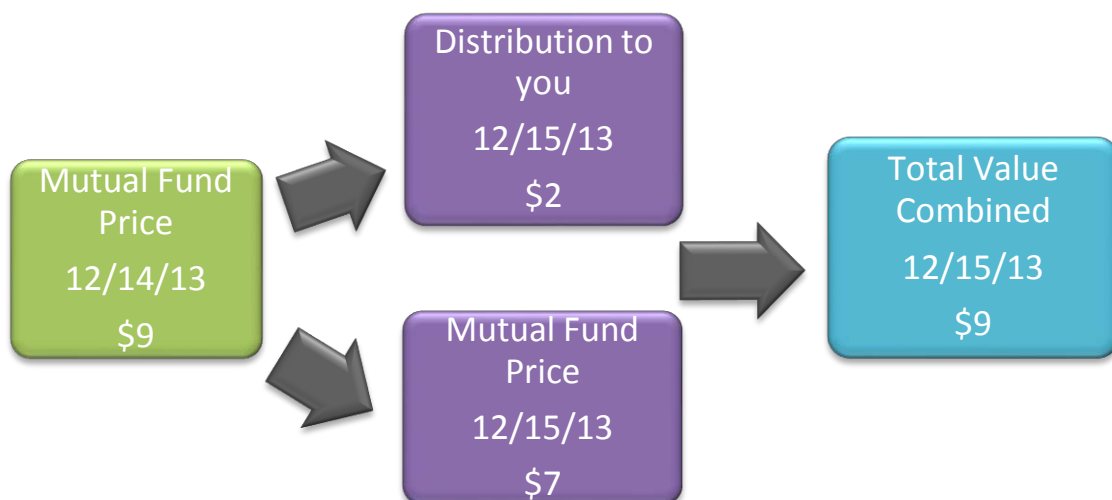 Mutual Fund
Price
12/14/13
$9
Distribution to
you
12/15/13
$2
Mutual Fund
Price
12/15/13
$7
Total Value
Combined
12/15/13
$9